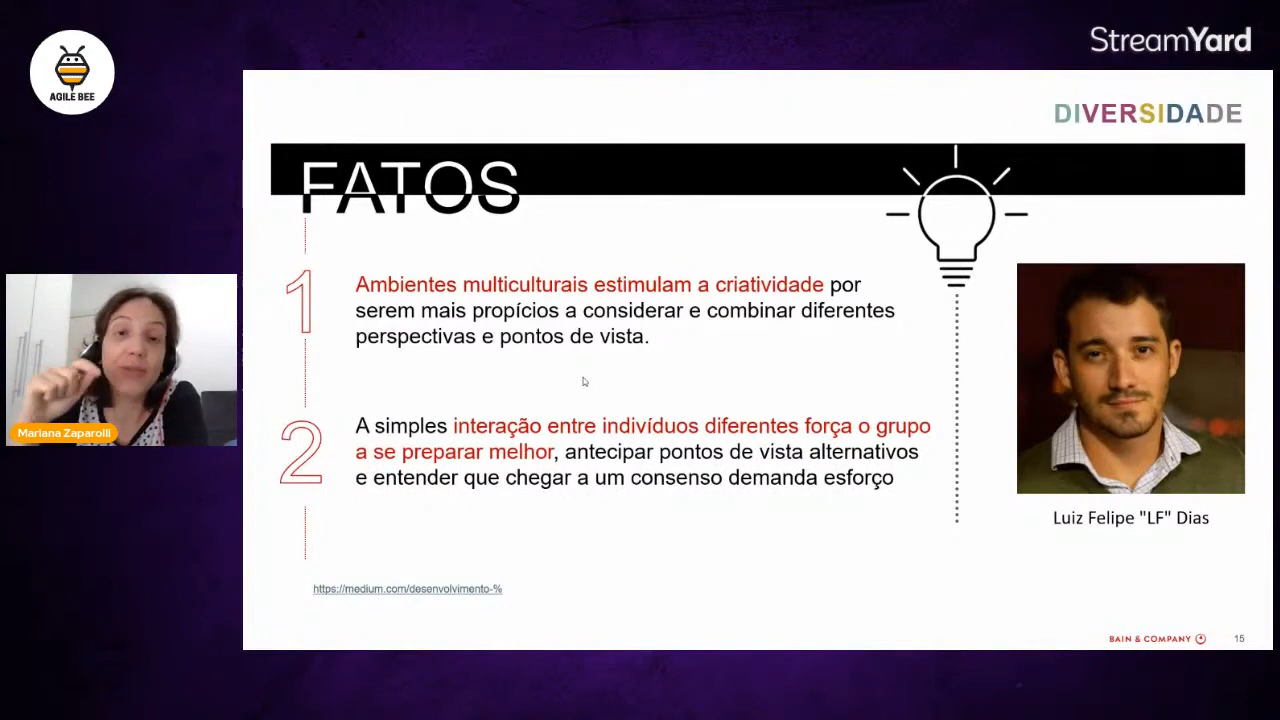 AGILE BEE
StreamYard
DIVERSIDADE
FATOS
1
Ambientes multiculturais estimulam a criatividade por
serem mais propícios a considerar e combinar diferentes
perspectivas e pontos de vista.
2
A simples interação entre indivíduos diferentes força o grupo
a se preparar melhor, antecipar pontos de vista alternativos
e entender que chegar a um consenso demanda esforço
Luiz Felipe "LF" Dias
Mariana Zaparolli
https://medium.com/desenvolvimento-%
BAIN & COMPANY
15